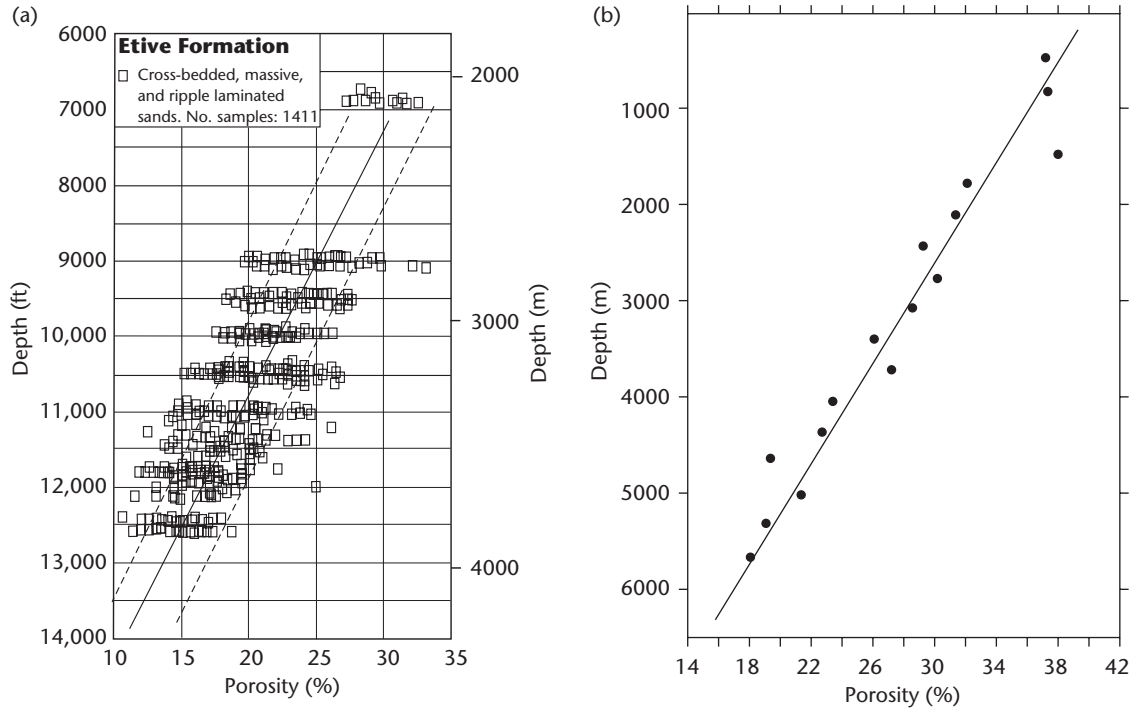 (a)
Etive Formation
Cross-bedded, massive,
and ripple laminated
sands. No. samples: 1411
6000
7000
8000
9000
10,000
11,000
12,000
13,000
14,000
Depth (ft)
2000
3000
4000
Depth (m)
10 15 25 25 30 35
Porosity (%)
(b)
1000
2000
3000
4000
5000
6000
Depth (m)
14 18 22 26 30 34 38 42
Porosity (%)